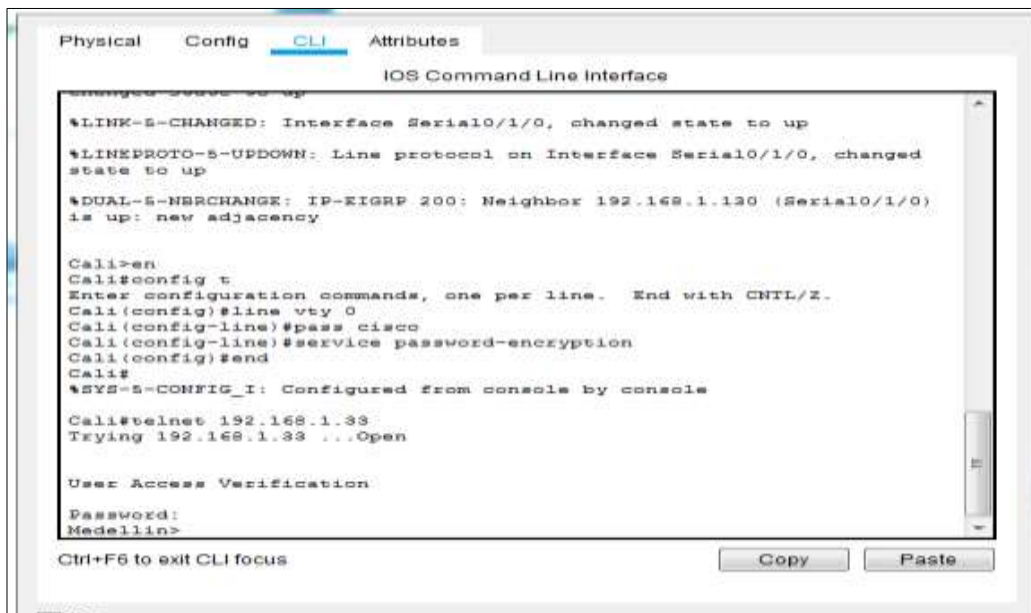 Physical Config CLI Attributes
IOS Command Line Interface
changed state to up
%LINK-5-CHANGED: Interface Serial0/1/0, changed state to up
%LINEPROTO-5-UPDOWN: Line protocol on Interface Serial0/1/0, changed
state to up
%DUAL-5-NBRCHANGE: IP-EIGRP 200: Neighbor 192.168.1.130 (Serial0/1/0)
is up: new adjacency
Cali>en
Cali#config t
Enter configuration commands, one per line. End with CNTL/Z.
Cali(config)#line vty 0
Cali(config-line)#pass cisco
Cali(config-line)#service password-encryption
Cali(config)#end
Cali#
%SYS-5-CONFIG_I: Configured from console by console
Cali#telnet 192.168.1.33
Trying 192.168.1.33 ...Open
User Access Verification
Password:
Medellin>
Ctrl+F6 to exit CLI focus
Copy Paste